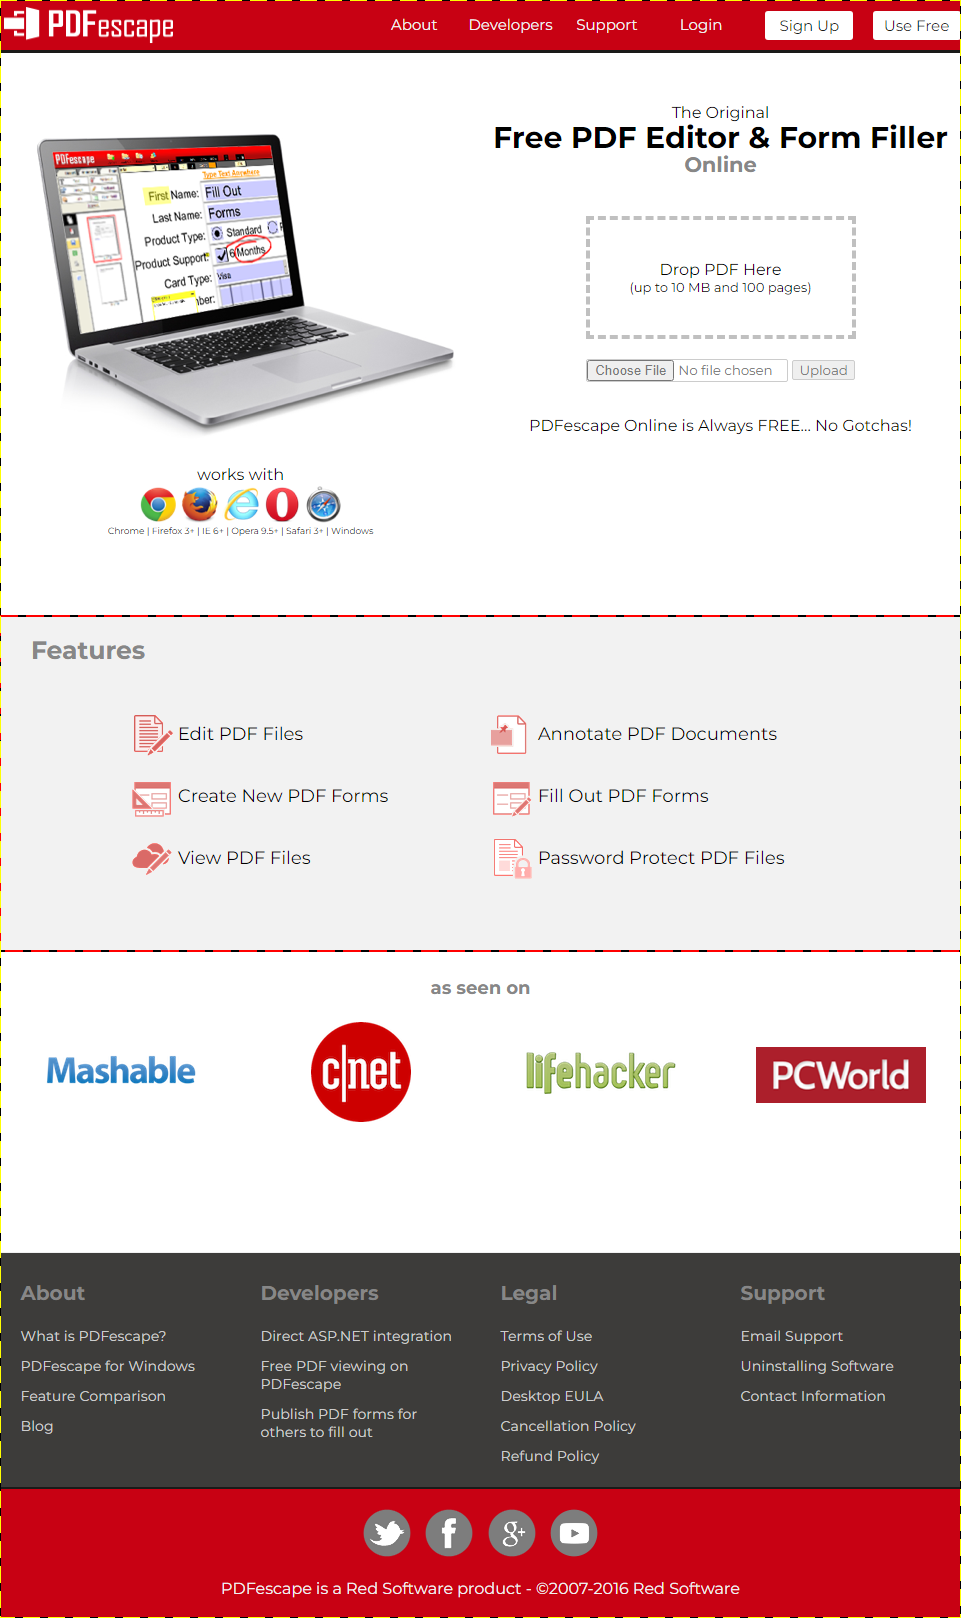 PDFescape
About Developers Support Login Sign Up Use Free
The Original
Free PDF Editor & Form Filler
Online
PDFescape
Type Text Anywhere
First Name: Fill Out
Last Name: Forms
Product Type: Standard
Product Support: 6 Months
Card Type: Visa
ber:
Drop PDF Here
(up to 10 MB and 100 pages)
Choose File No file chosen Upload
PDFescape Online is Always FREE... No Gotchas!
works with
Chrome | Firefox 3+ | IE 6+ | Opera 9.5+ | Safari 3+ | Windows
Features
Edit PDF Files
Annotate PDF Documents
Create New PDF Forms
Fill Out PDF Forms
View PDF Files
Password Protect PDF Files
as seen on
Mashable
c|net
lifehacker
PCWorld
About
What is PDFescape?
PDFescape for Windows
Feature Comparison
Blog
Developers
Direct ASP.NET integration
Free PDF viewing on
PDFescape
Publish PDF forms for
others to fill out
Legal
Terms of Use
Privacy Policy
Desktop EULA
Cancellation Policy
Refund Policy
Support
Email Support
Uninstalling Software
Contact Information
PDFescape is a Red Software product - ©2007-2016 Red Software